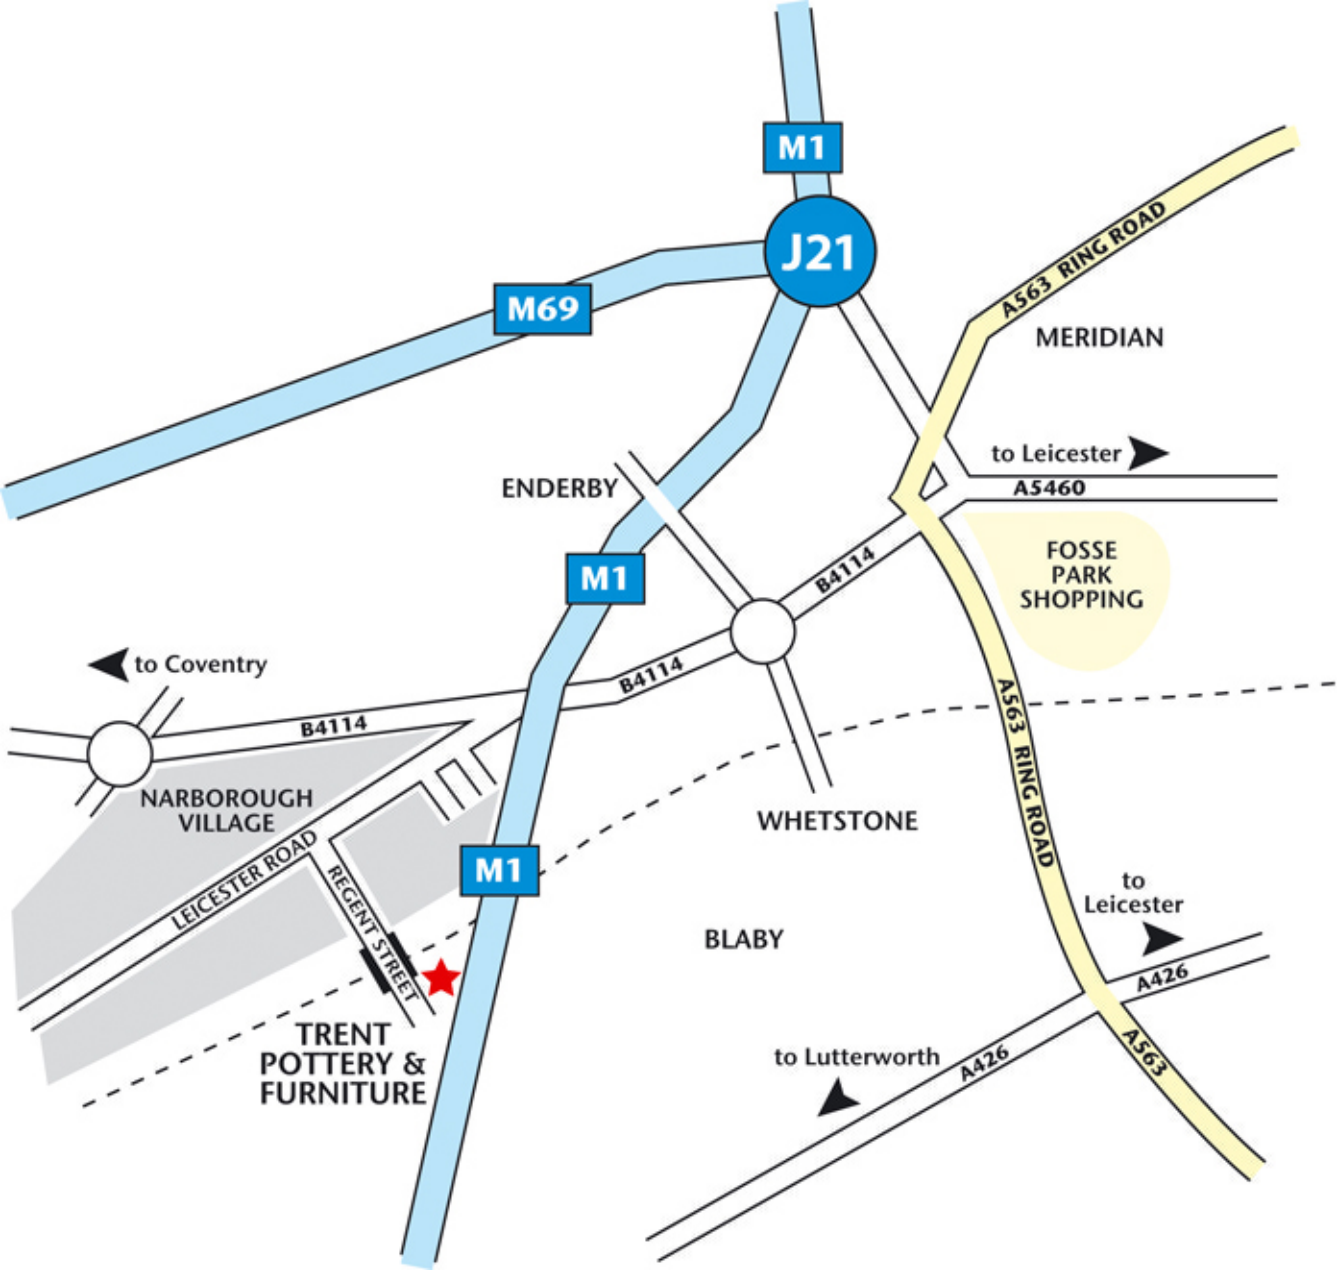 M1
J21
A563 RING ROAD
M69
MERIDIAN
to Leicester
A5460
ENDERBY
FOSSE
PARK
SHOPPING
B4114
M1
to Coventry
B4114
B4114
A563 RING ROAD
NARBOROUGH
VILLAGE
WHETSTONE
LEICESTER ROAD
REGENT STREET
M1
to
Leicester
BLABY
A426
TRENT
POTTERY &
FURNITURE
to Lutterworth
A426
A563